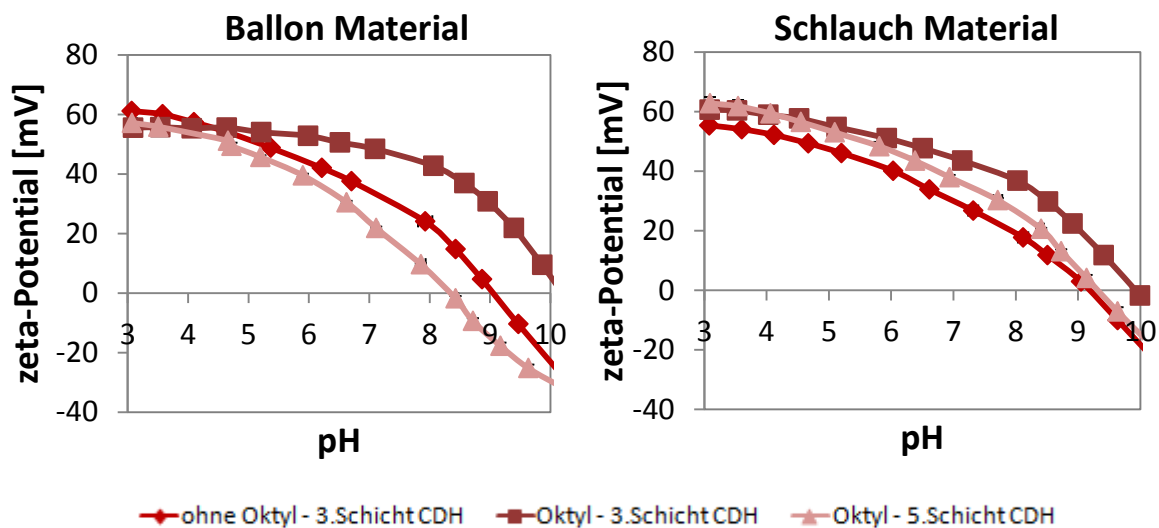 Ballon Material
Schlauch Material
zeta-Potential [mV]
80
60
40
20
0
-20
-40
3 4 5 6 7 8 9 10
pH
zeta-Potential [mV]
80
60
40
20
0
-20
-40
3 4 5 6 7 8 9 10
pH
ohne Oktyl - 3.Schicht CDH Oktyl - 3.Schicht CDH Oktyl - 5.Schicht CDH